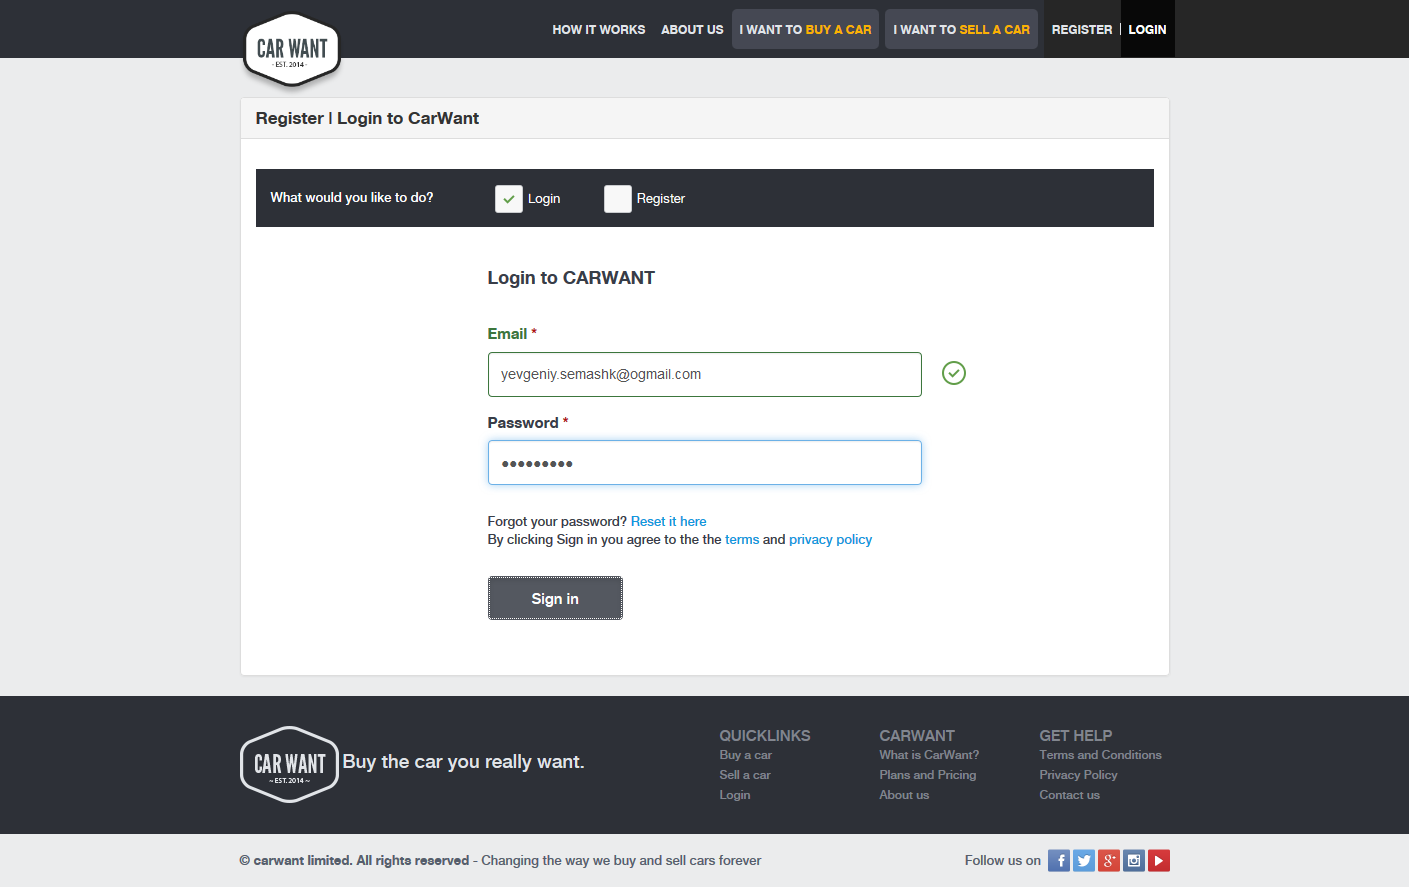 CAR WANT
- EST. 2014 -
HOW IT WORKS ABOUT US I WANT TO BUY A CAR I WANT TO SELL A CAR REGISTER | LOGIN
Register | Login to CarWant
What would you like to do? Login Register
Login to CARWANT
Email *
yevgeniy.semashk@ogmail.com
Password *
•••••••••
Forgot your password? Reset it here
By clicking Sign in you agree to the the terms and privacy policy
Sign in
CAR WANT
~ EST. 2014 ~
Buy the car you really want.
QUICKLINKS
Buy a car
Sell a car
Login
CARWANT
What is CarWant?
Plans and Pricing
About us
GET HELP
Terms and Conditions
Privacy Policy
Contact us
© carwant limited. All rights reserved - Changing the way we buy and sell cars forever
Follow us on